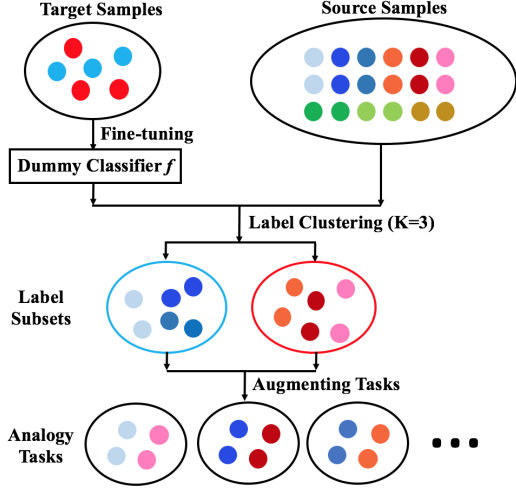 Target Samples
Source Samples
Fine-tuning
Dummy Classifier f
Label Clustering (K=3)
Label
Subsets
Augmenting Tasks
Analogy
Tasks